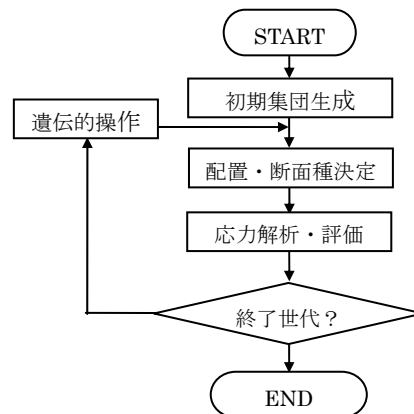 START
初期集団生成
遺伝的操作
配置・断面種決定
応力解析・評価
終了世代？
END